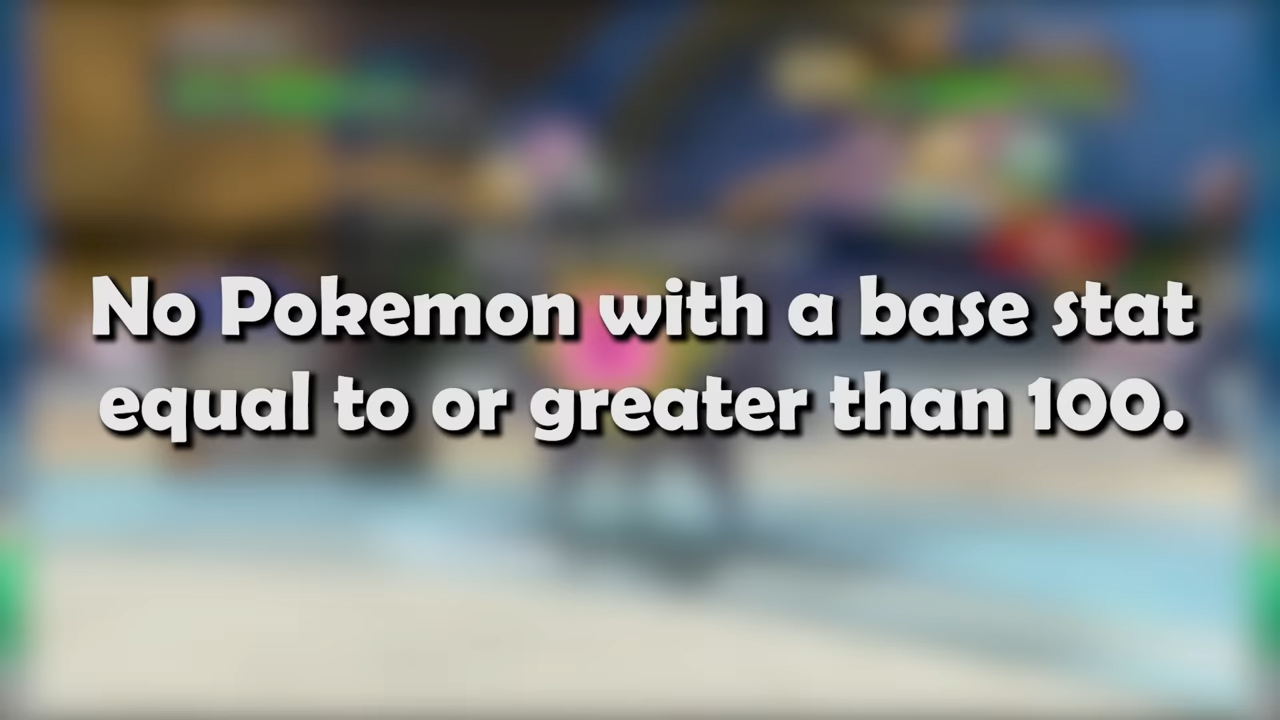 No Pokemon with a base stat
equal to or greater than 100.